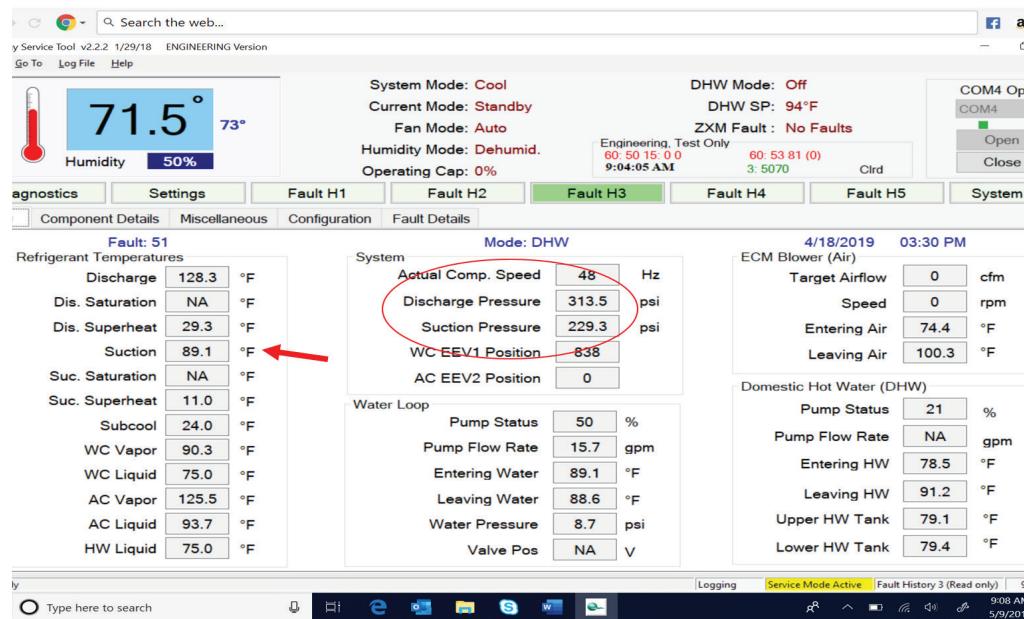 Search the web...
y Service Tool v2.2.2 1/29/18 ENGINEERING Version
Go To Log File Help
71.5° 73°
Humidity 50%
System Mode: Cool
Current Mode: Standby
Fan Mode: Auto
Humidity Mode: Dehumid.
Operating Cap: 0%
DHW Mode: Off
DHW SP: 94°F
ZXM Fault : No Faults
Engineering, Test Only
60: 50 15: 0 0 60: 53 81 (0)
9:04:05 AM 3: 5070 Clrd
COM4 Op
COM4
Open
Close
agnostics Settings Fault H1 Fault H2 Fault H3 Fault H4 Fault H5 System
Component Details Miscellaneous Configuration Fault Details
Fault: 51 Mode: DHW 4/18/2019 03:30 PM
Refrigerant Temperatures
Discharge 128.3 °F
Dis. Saturation NA °F
Dis. Superheat 29.3 °F
Suction 89.1 °F
Suc. Saturation NA °F
Suc. Superheat 11.0 °F
Subcool 24.0 °F
WC Vapor 90.3 °F
WC Liquid 75.0 °F
AC Vapor 125.5 °F
AC Liquid 93.7 °F
HW Liquid 75.0 °F
System
Actual Comp. Speed 48 Hz
Discharge Pressure 313.5 psi
Suction Pressure 229.3 psi
WC EEV1 Position 838
AC EEV2 Position 0
Water Loop
Pump Status 50 %
Pump Flow Rate 15.7 gpm
Entering Water 89.1 °F
Leaving Water 88.6 °F
Water Pressure 8.7 psi
Valve Pos NA V
ECM Blower (Air)
Target Airflow 0 cfm
Speed 0 rpm
Entering Air 74.4 °F
Leaving Air 100.3 °F
Domestic Hot Water (DHW)
Pump Status 21 %
Pump Flow Rate NA gpm
Entering HW 78.5 °F
Leaving HW 91.2 °F
Upper HW Tank 79.1 °F
Lower HW Tank 79.4 °F
ly Logging Service Mode Active Fault History 3 (Read only) 9
Type here to search 9:08 AM
5/9/201